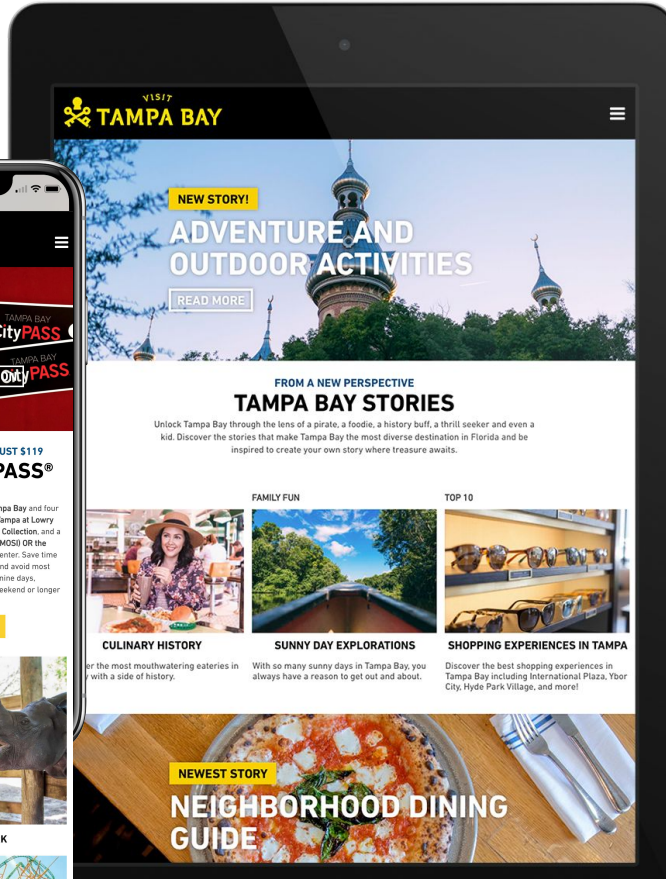 VISIT
TAMPA BAY
NEW STORY!
ADVENTURE AND
OUTDOOR ACTIVITIES
READ MORE
FROM A NEW PERSPECTIVE
TAMPA BAY STORIES
Unlock Tampa Bay through the lens of a pirate, a foodie, a history buff, a thrill seeker and even a
kid. Discover the stories that make Tampa Bay the most diverse destination in Florida and be
inspired to create your own story where treasure awaits.
FAMILY FUN
TOP 10
CULINARY HISTORY
the most mouthwatering eateries in
with a side of history.
SUNNY DAY EXPLORATIONS
With so many sunny days in Tampa Bay, you
always have a reason to get out and about.
SHOPPING EXPERIENCES IN TAMPA
Discover the best shopping experiences in
Tampa Bay including International Plaza, Ybor
City, Hyde Park Village, and more!
NEWEST STORY
NEIGHBORHOOD DINING
GUIDE
TAMPA BAY
CityPASS
TAMPA BAY
PASS
$119
PASS®
Bay and four
Tampa at Lowry
Collection, and a
(MOSI) OR the
Save time
and avoid most
nine days,
or longer